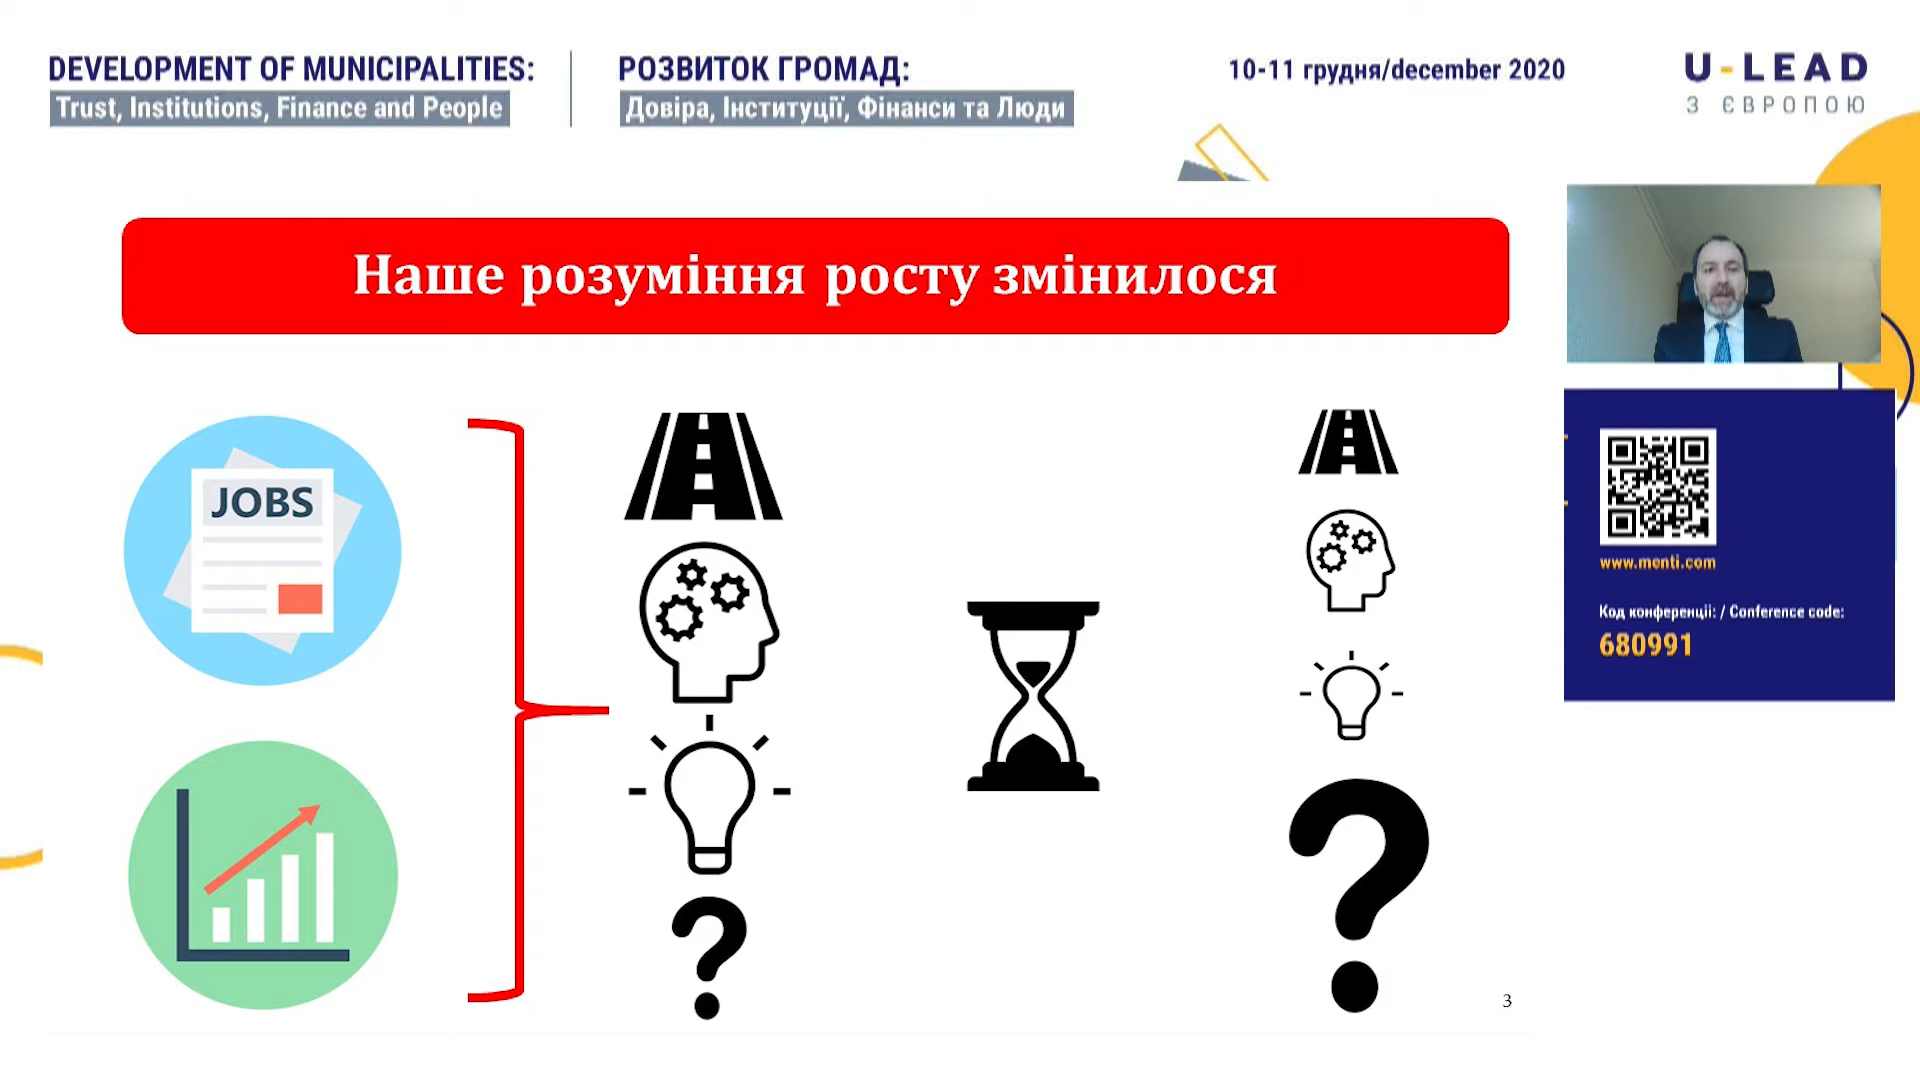 DEVELOPMENT OF MUNICIPALITIES:
Trust, Institutions, Finance and People
РОЗВИТОК ГРОМАД:
Довіра, Інституції, Фінанси та Люди
10-11 грудня/december 2020
U-LEAD
З ЄВРОПОЮ
Наше розуміння росту змінилося
JOBS
www.menti.com
Код конференції: / Conference code:
680991
3